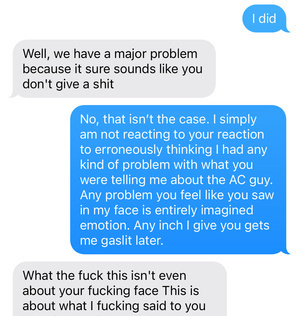 I did
Well, we have a major problem
because it sure sounds like you
don't give a shit
No, that isn't the case. I simply
am not reacting to your reaction
to erroneously thinking I had any
kind of problem with what you
were telling me about the AC guy.
Any problem you feel like you saw
in my face is entirely imagined
emotion. Any inch I give you gets
me gaslit later.
What the fuck this isn't even
about your fucking face This is
about what I fucking said to you